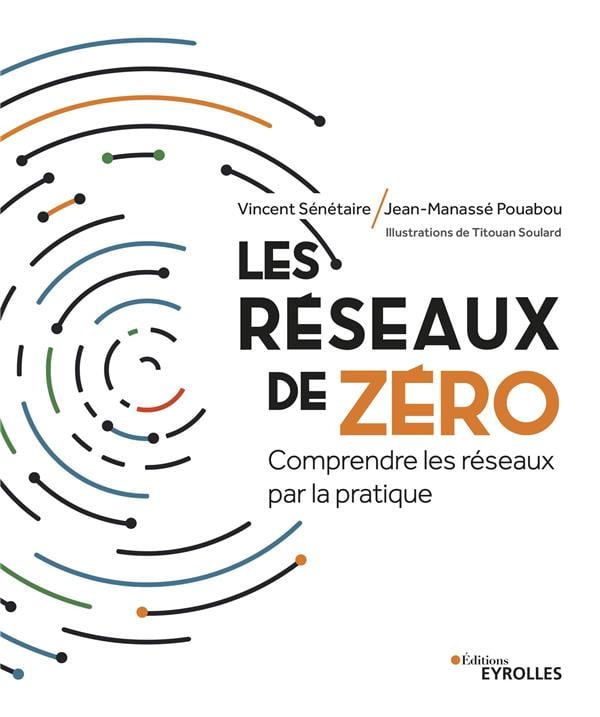 Vincent Sénétaire / Jean-Manassé Pouabou
Illustrations de Titouan Soulard
LES
RÉSEAUX
DE ZÉRO
Comprendre les réseaux
par la pratique
Éditions
EYROLLES